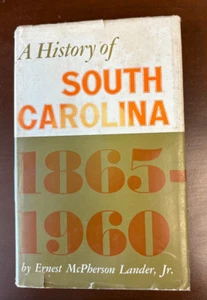 A History of
SOUTH
CAROLINA
1865-
1960
by Ernest McPherson Lander, Jr.